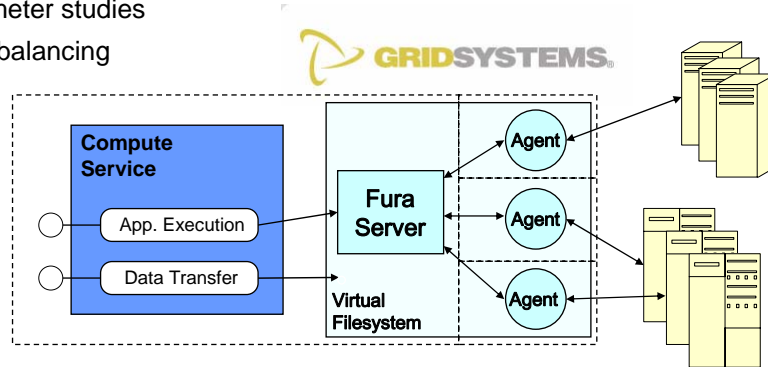 neter studies
balancing
GRIDSYSTEMS®
Compute
Service
App. Execution
Data Transfer
Fura
Server
Virtual
Filesystem
Agent
Agent
Agent